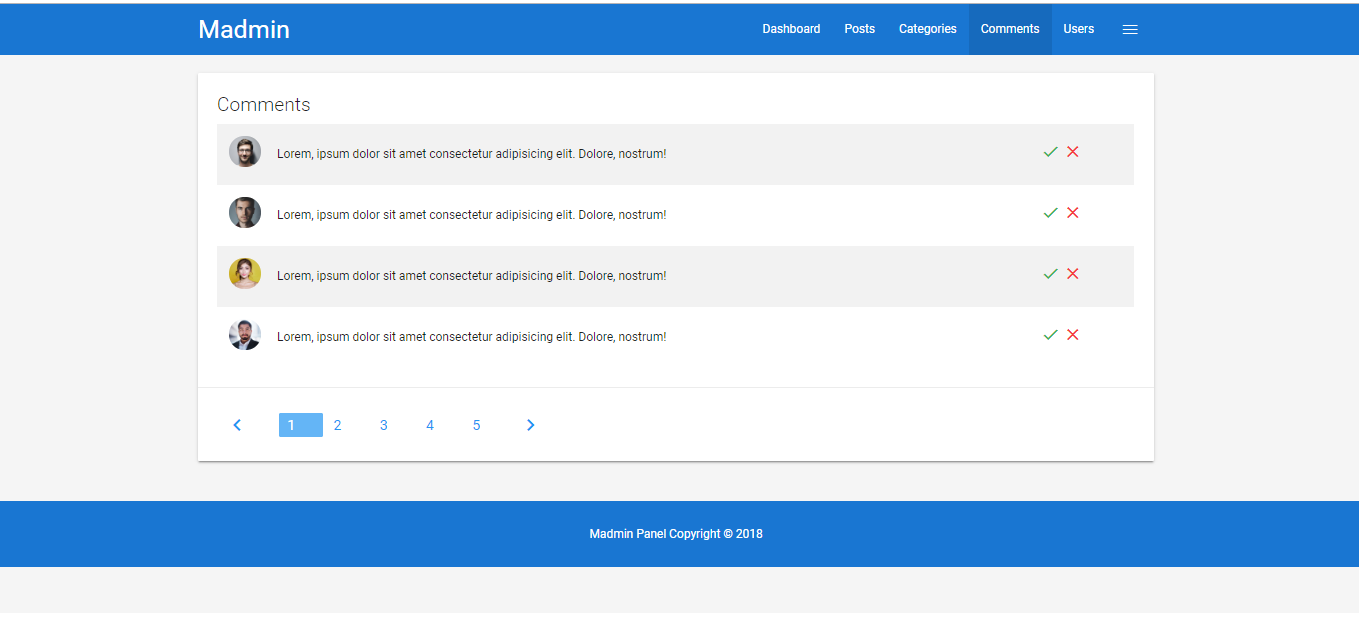 Madmin
Dashboard Posts Categories Comments Users
Comments
Lorem, ipsum dolor sit amet consectetur adipisicing elit. Dolore, nostrum!
Lorem, ipsum dolor sit amet consectetur adipisicing elit. Dolore, nostrum!
Lorem, ipsum dolor sit amet consectetur adipisicing elit. Dolore, nostrum!
Lorem, ipsum dolor sit amet consectetur adipisicing elit. Dolore, nostrum!
1 2 3 4 5
Madmin Panel Copyright © 2018